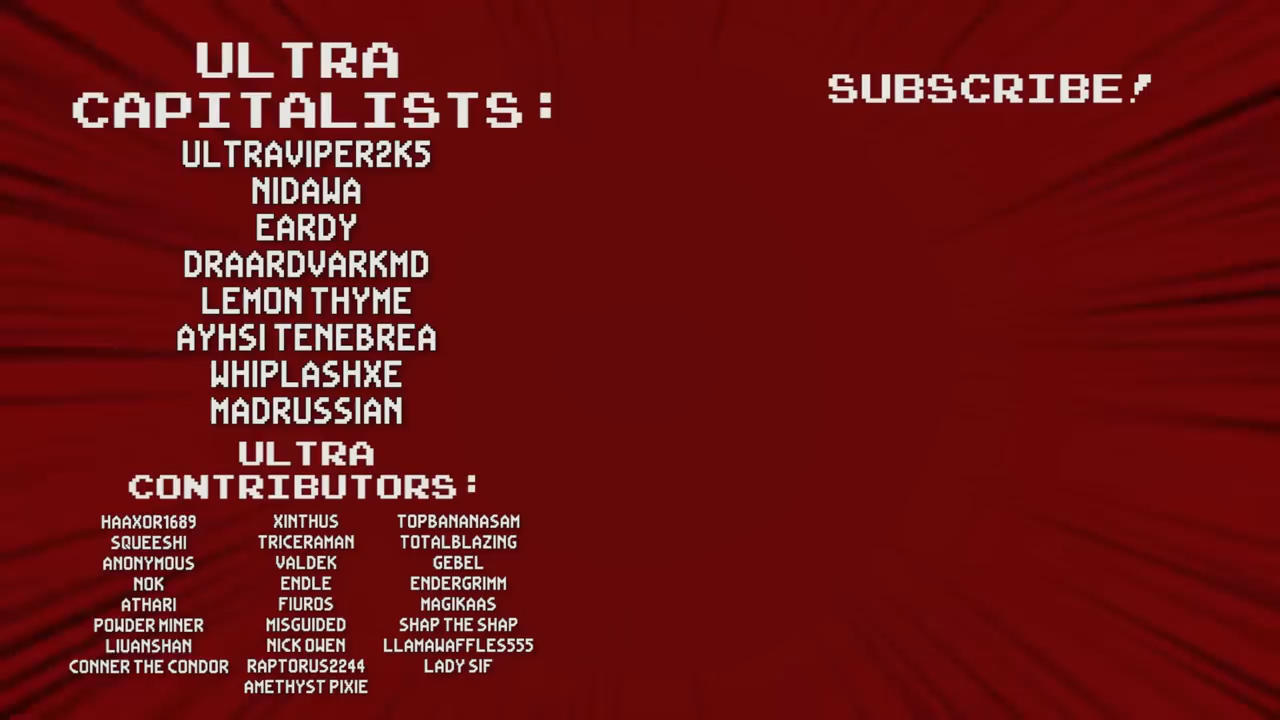 ULTRA
CAPITALISTS:
ULTRAVIPER2K5
NIDAWA
EARDY
DRAARDVARKMD
LEMON THYME
AYHSI TENEBREA
WHIPLASHXE
MADRUSSIAN
ULTRA
CONTRIBUTORS:
HAAXOR1689
SQUEESHI
ANONYMOUS
NOK
ATHARI
POWDER MINER
LIUANSHAN
CONNER THE CONDOR
XINTHUS
TRICERAMAN
VALDEK
ENDLE
FIUROS
MISGUIDED
NICK OWEN
RAPTORUS2244
AMETHYST PIXIE
TOPBANANASAM
TOTALBLAZING
GEBEL
ENDERGRIMM
MAGIKAAS
SHAP THE SHAP
LLAMAWAFFLES555
LADY SIF
SUBSCRIBE!